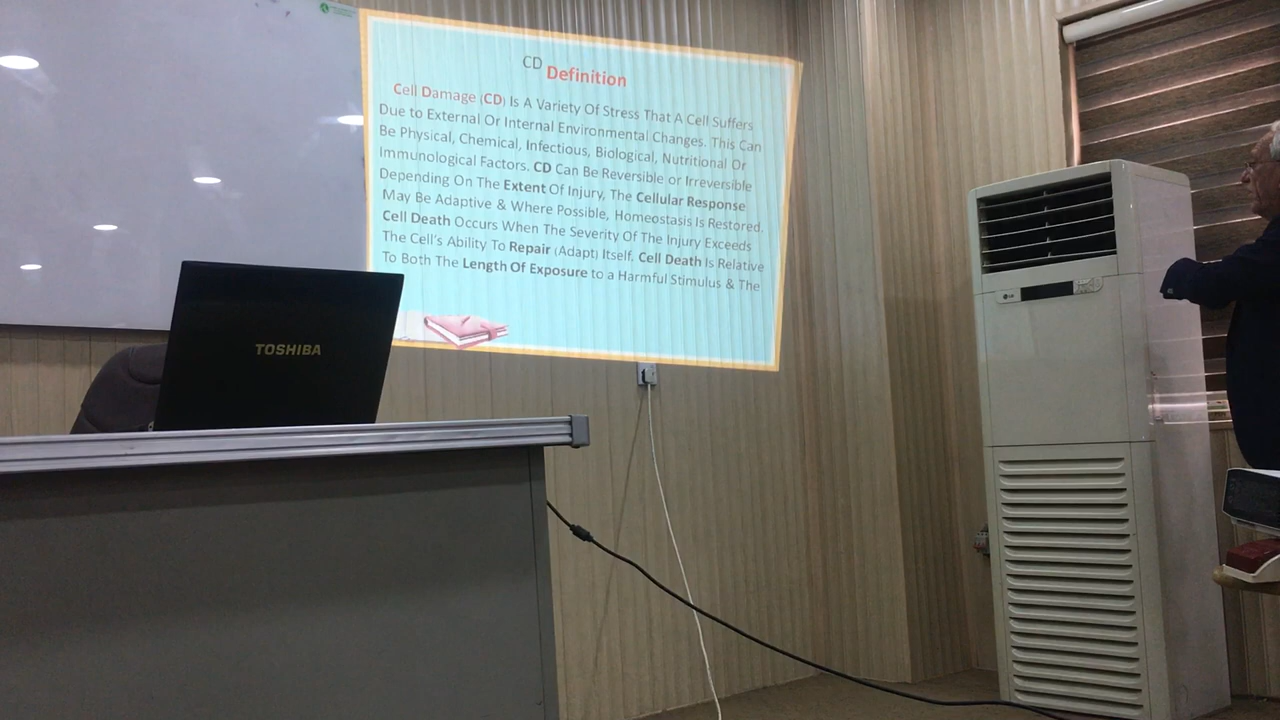 CD Definition
Cell Damage (CD) Is A Variety Of Stress That A Cell Suffers
Due to External Or Internal Environmental Changes. This Can
Be Physical, Chemical, Infectious, Biological, Nutritional Or
Immunological Factors. CD Can Be Reversible or Irreversible
Depending On The Extent Of Injury, The Cellular Response
May Be Adaptive & Where Possible, Homeostasis Is Restored.
Cell Death Occurs When The Severity Of The Injury Exceeds
The Cell's Ability To Repair (Adapt) Itself. Cell Death Is Relative
To Both The Length Of Exposure to a Harmful Stimulus & The
TOSHIBA
LG